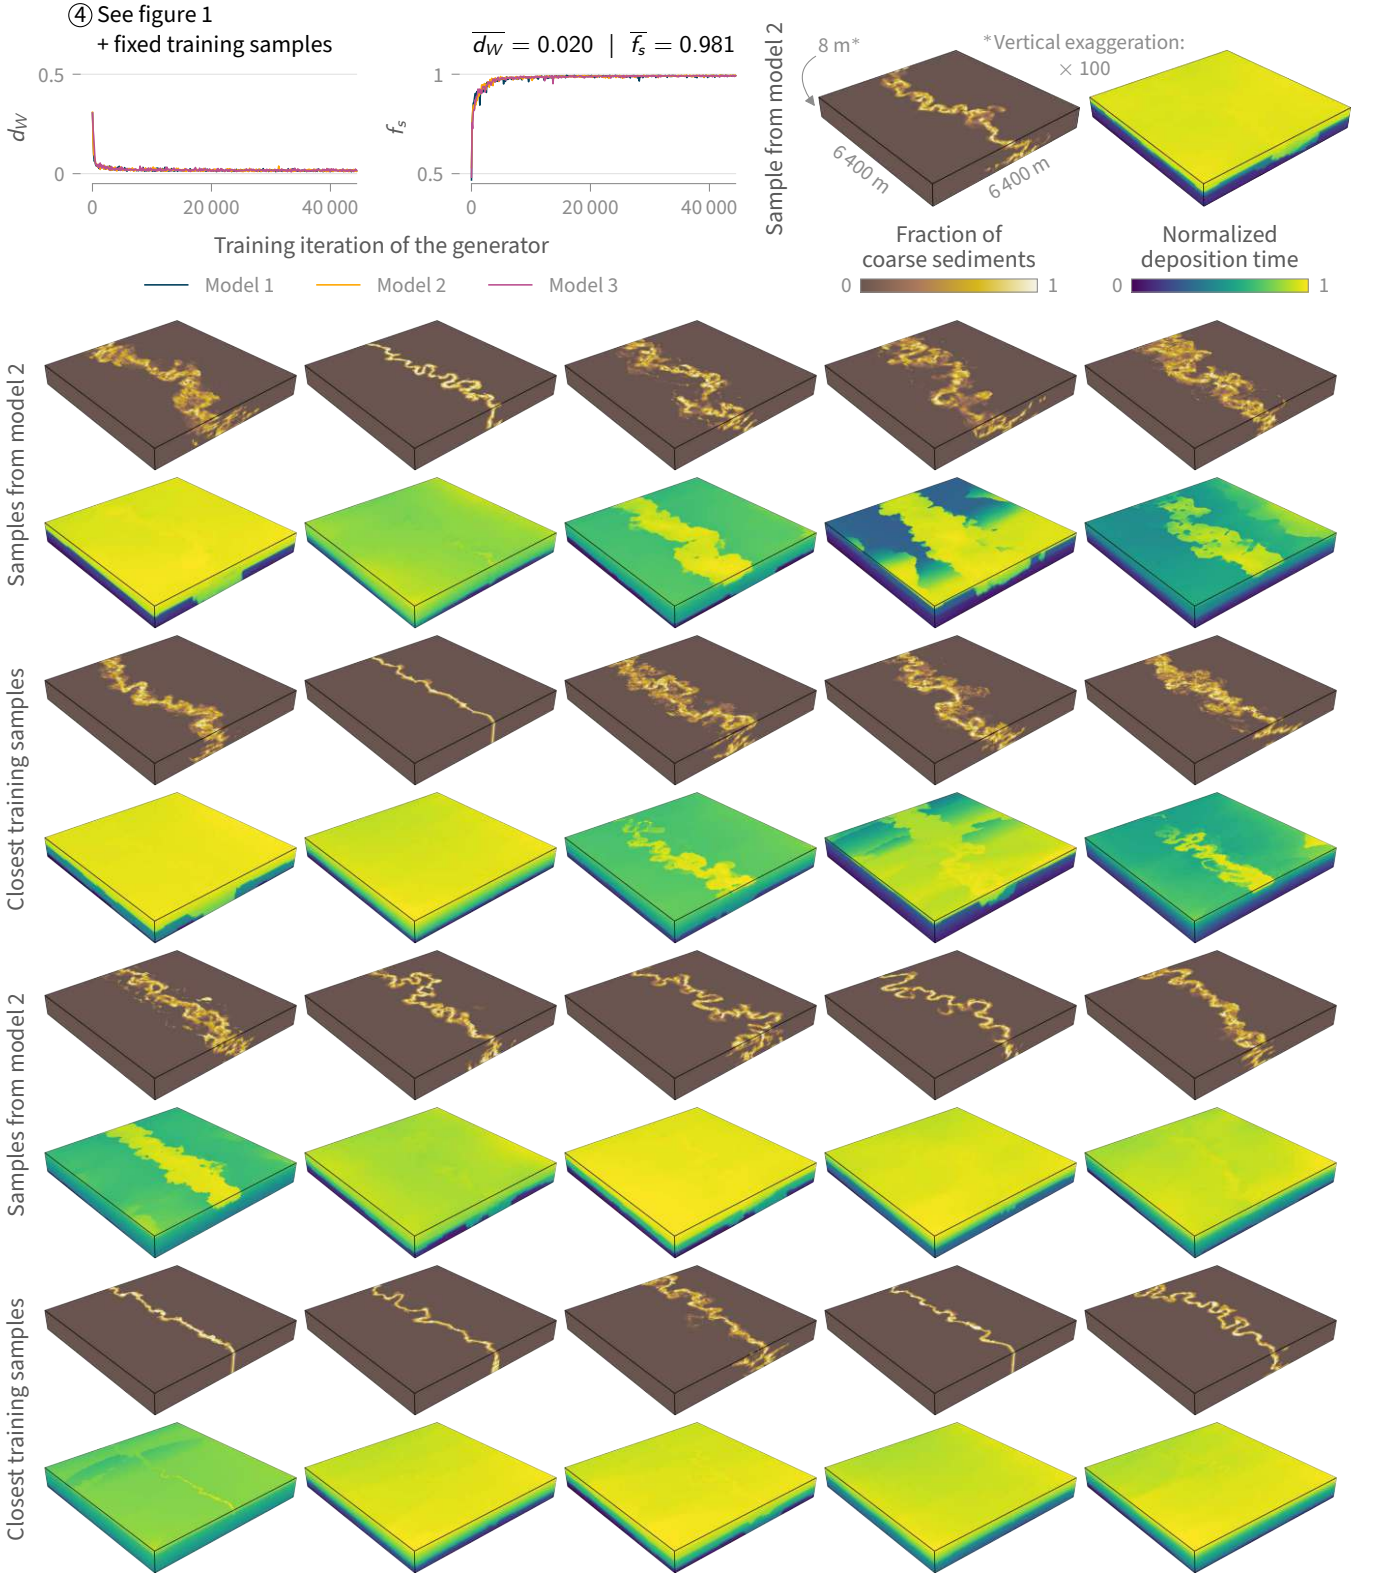 ④ See figure 1
+ fixed training samples
d_W = 0.020 | f_s = 0.981
0.5
0
d_W
0
20 000
40 000
1
0.5
f_s
0
20 000
40 000
Training iteration of the generator
Model 1
Model 2
Model 3
Sample from model 2
8 m*
*Vertical exaggeration:
× 100
6 400 m
6 400 m
Fraction of
coarse sediments
0
1
Normalized
deposition time
0
1
Samples from model 2
Closest training samples
Samples from model 2
Closest training samples